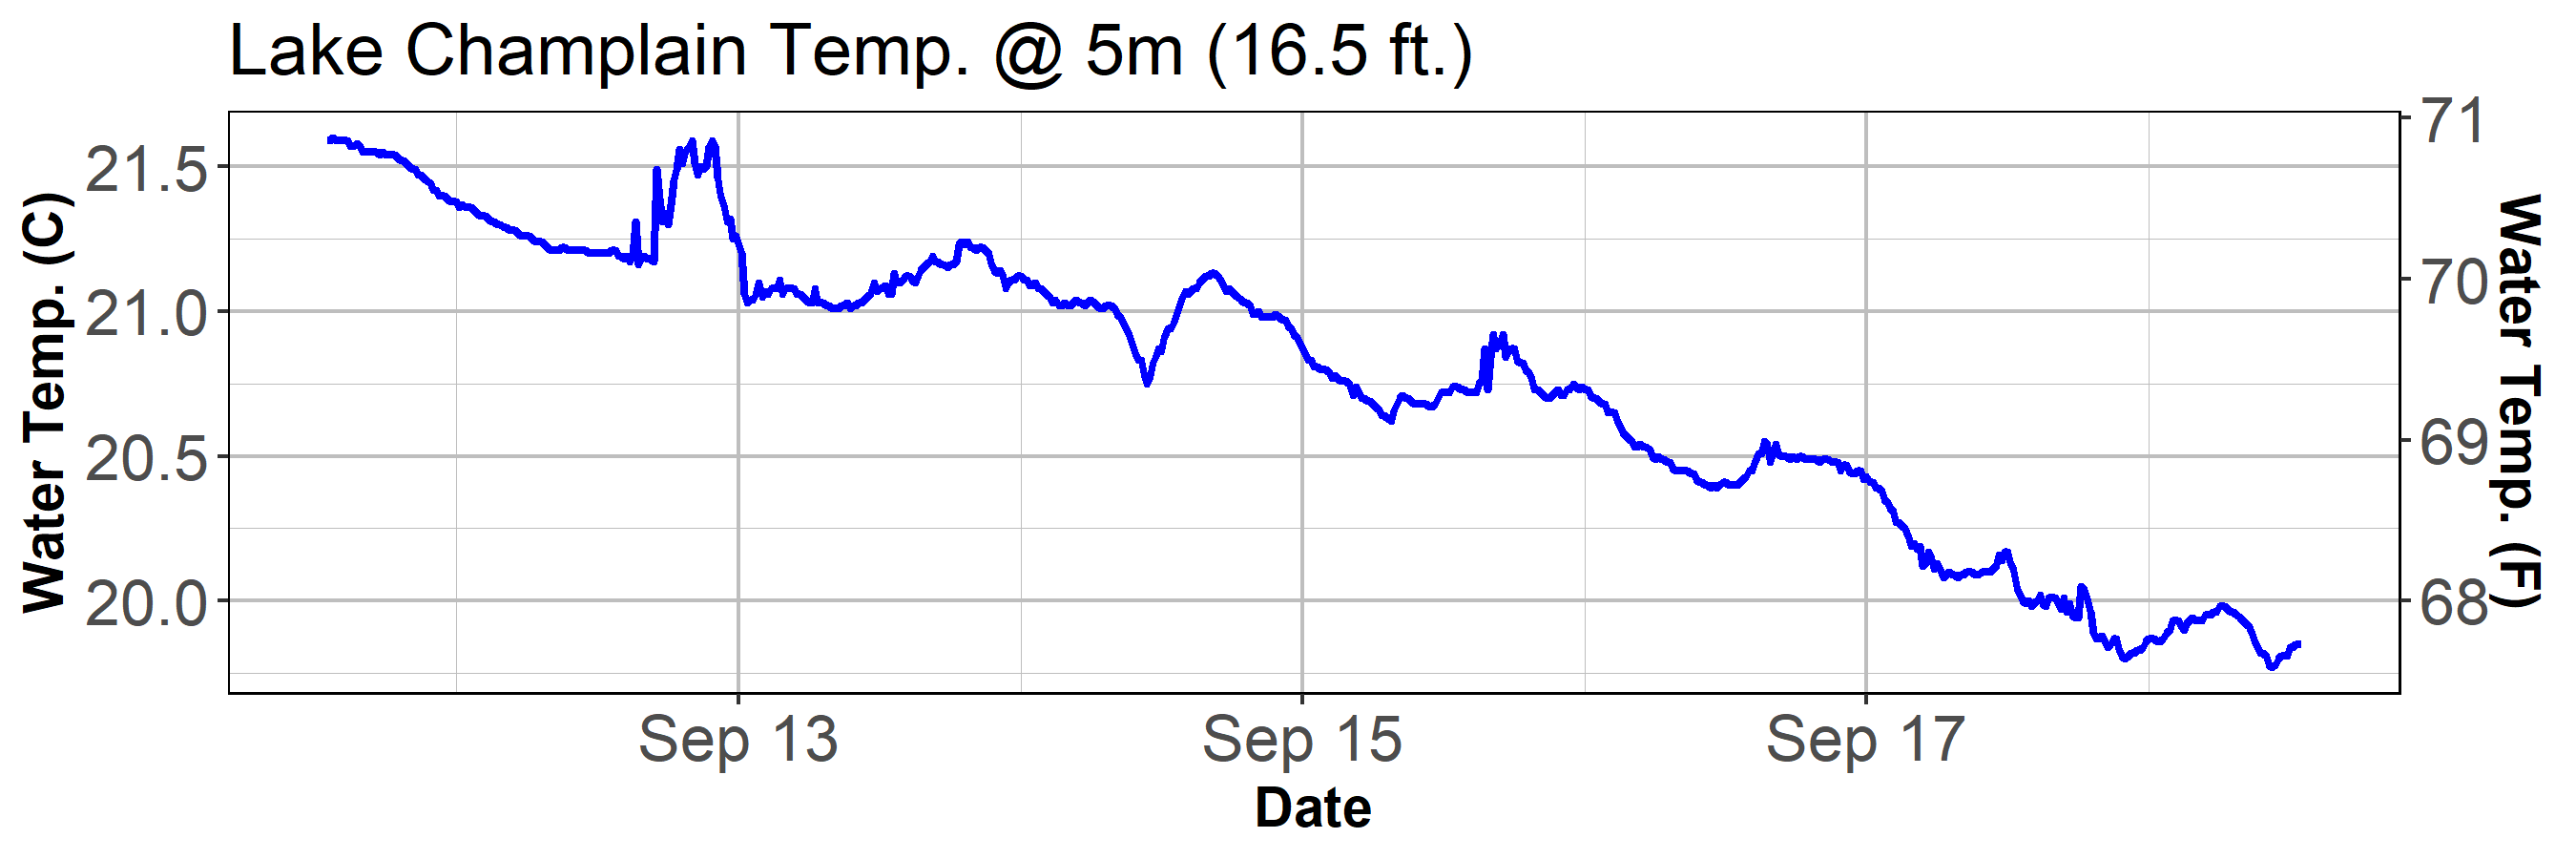 Lake Champlain Temp. @ 5m (16.5 ft.)
Water Temp. (C)
21.5
21.0
20.5
20.0
71
70
69
68
Water Temp. (F)
Sep 13 Sep 15 Sep 17
Date